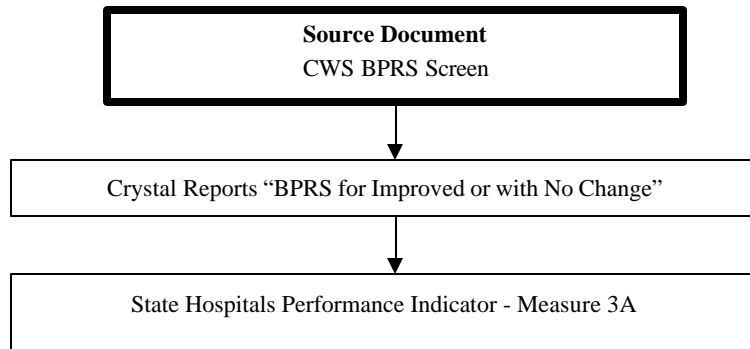 Source Document
CWS BPRS Screen
Crystal Reports “BPRS for Improved or with No Change”
State Hospitals Performance Indicator - Measure 3A